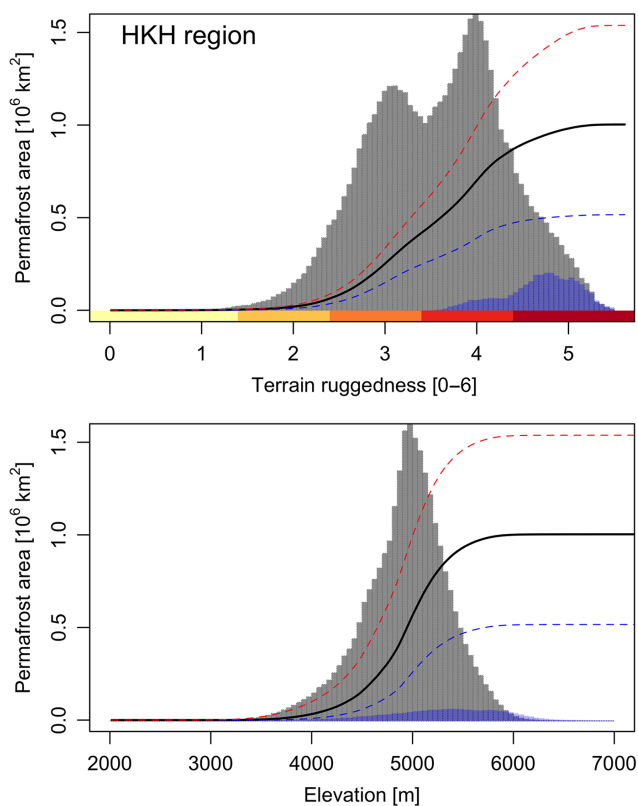 HKH region
Permafrost area [10⁶ km²]
0.0 0.5 1.0 1.5
0 1 2 3 4 5
Terrain ruggedness [0–6]
Permafrost area [10⁶ km²]
0.0 0.5 1.0 1.5
2000 3000 4000 5000 6000 7000
Elevation [m]